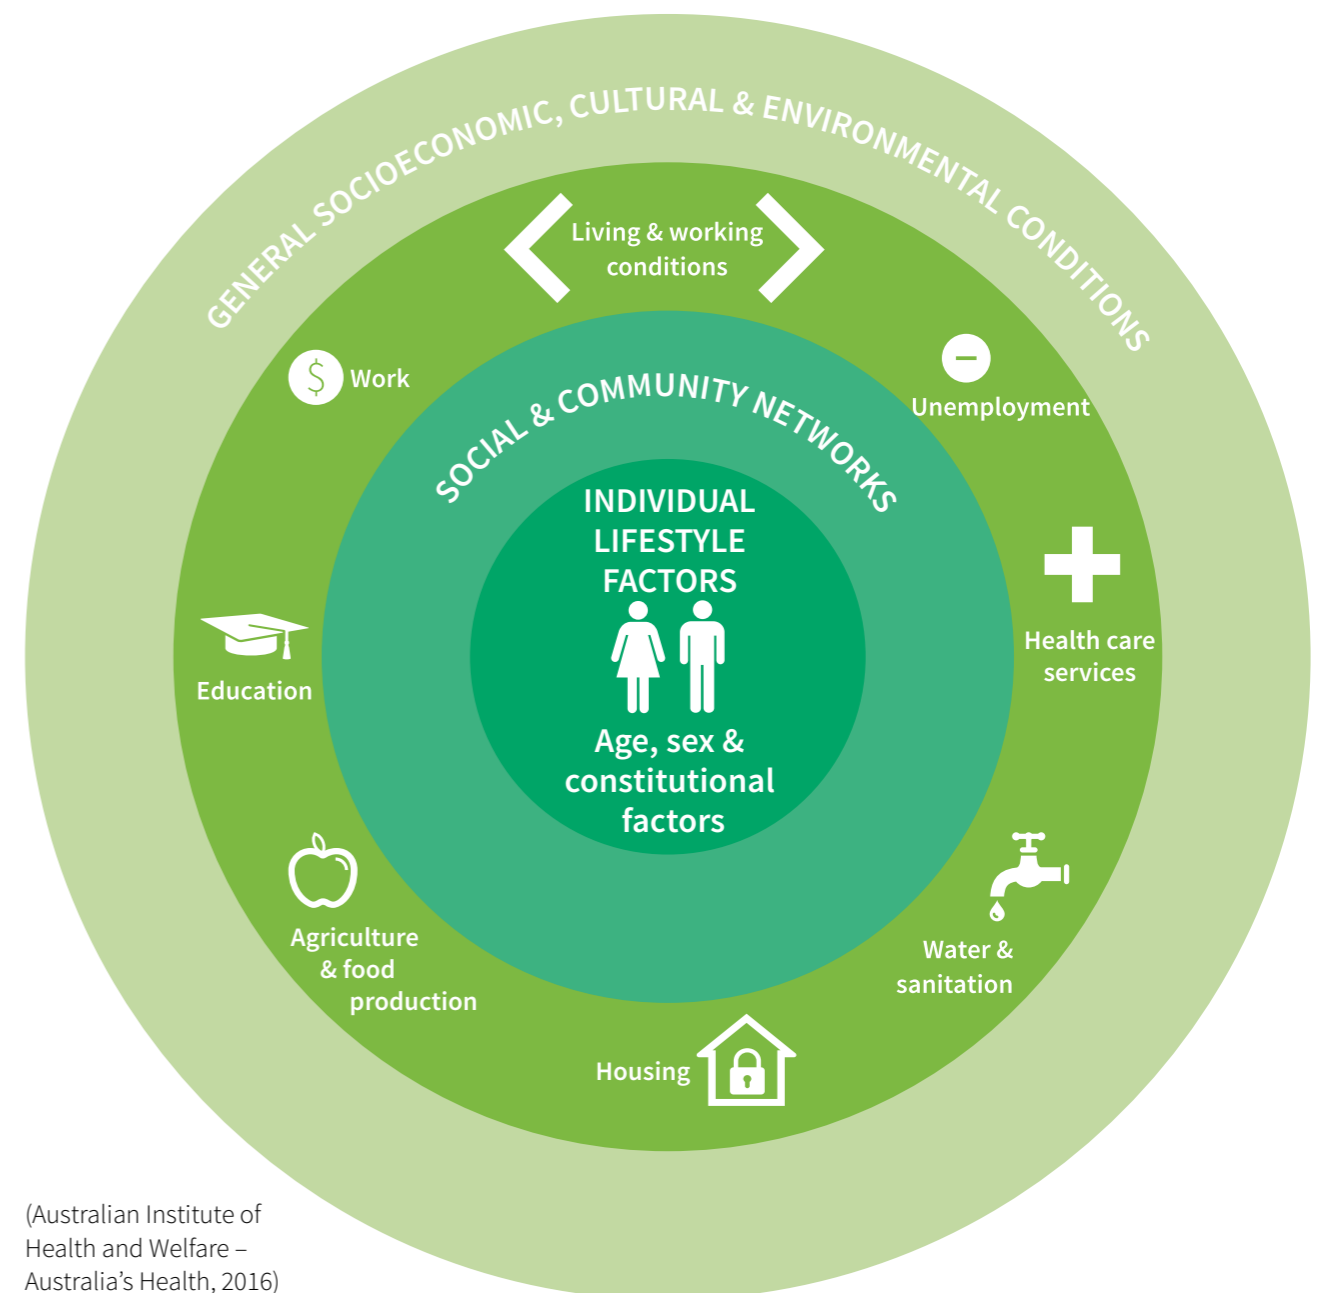 GENERAL SOCIOECONOMIC, CULTURAL & ENVIRONMENTAL CONDITIONS
Living & working
conditions
$ Work
Unemployment
SOCIAL & COMMUNITY NETWORKS
INDIVIDUAL
LIFESTYLE
FACTORS
Age, sex &
constitutional
factors
Education
Health care
services
Agriculture
& food
production
Water &
sanitation
Housing
(Australian Institute of
Health and Welfare –
Australia’s Health, 2016)